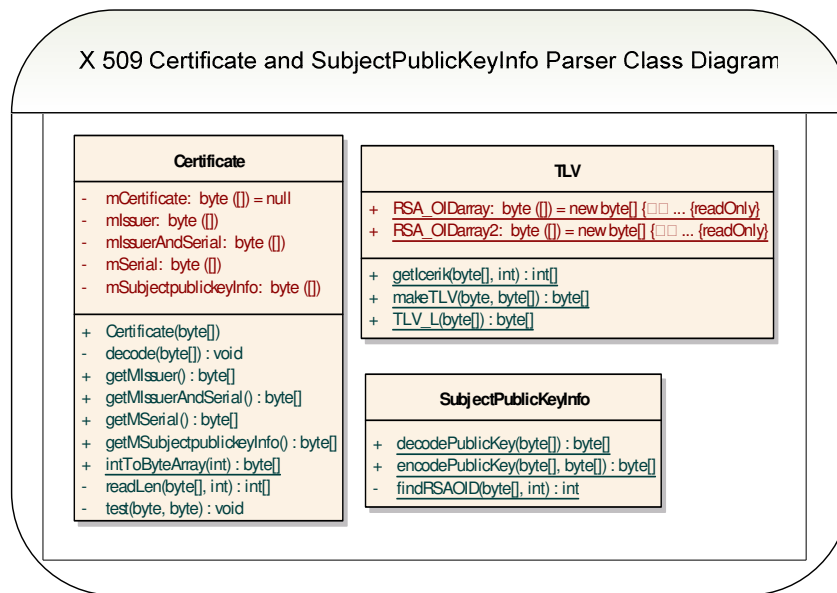 X 509 Certificate and SubjectPublicKeyInfo Parser Class Diagram
Certificate
- mCertificate: byte ([]) = null
- mIssuer: byte ([])
- mIssuerAndSerial: byte ([])
- mSerial: byte ([])
- mSubjectpublickeyInfo: byte ([])
+ Certificate(byte[])
- decode(byte[]) : void
+ getMIssuer() : byte[]
+ getMIssuerAndSerial() : byte[]
+ getMSerial() : byte[]
+ getMSubjectpublickeyInfo() : byte[]
+ intToByteArray(int) : byte[]
- readLen(byte[], int) : int[]
- test(byte, byte) : void
TLV
+ RSA_OIDarray: byte ([]) = new byte[] {□□ ... {readOnly}
+ RSA_OIDarray2: byte ([]) = new byte[] {□□ ... {readOnly}
+ getIcerik(byte[], int) : int[]
+ makeTLV(byte, byte[]) : byte[]
+ TLV_L(byte[]) : byte[]
SubjectPublicKeyInfo
+ decodePublicKey(byte[]) : byte[]
+ encodePublicKey(byte[], byte[]) : byte[]
- findRSAOID(byte[], int) : int